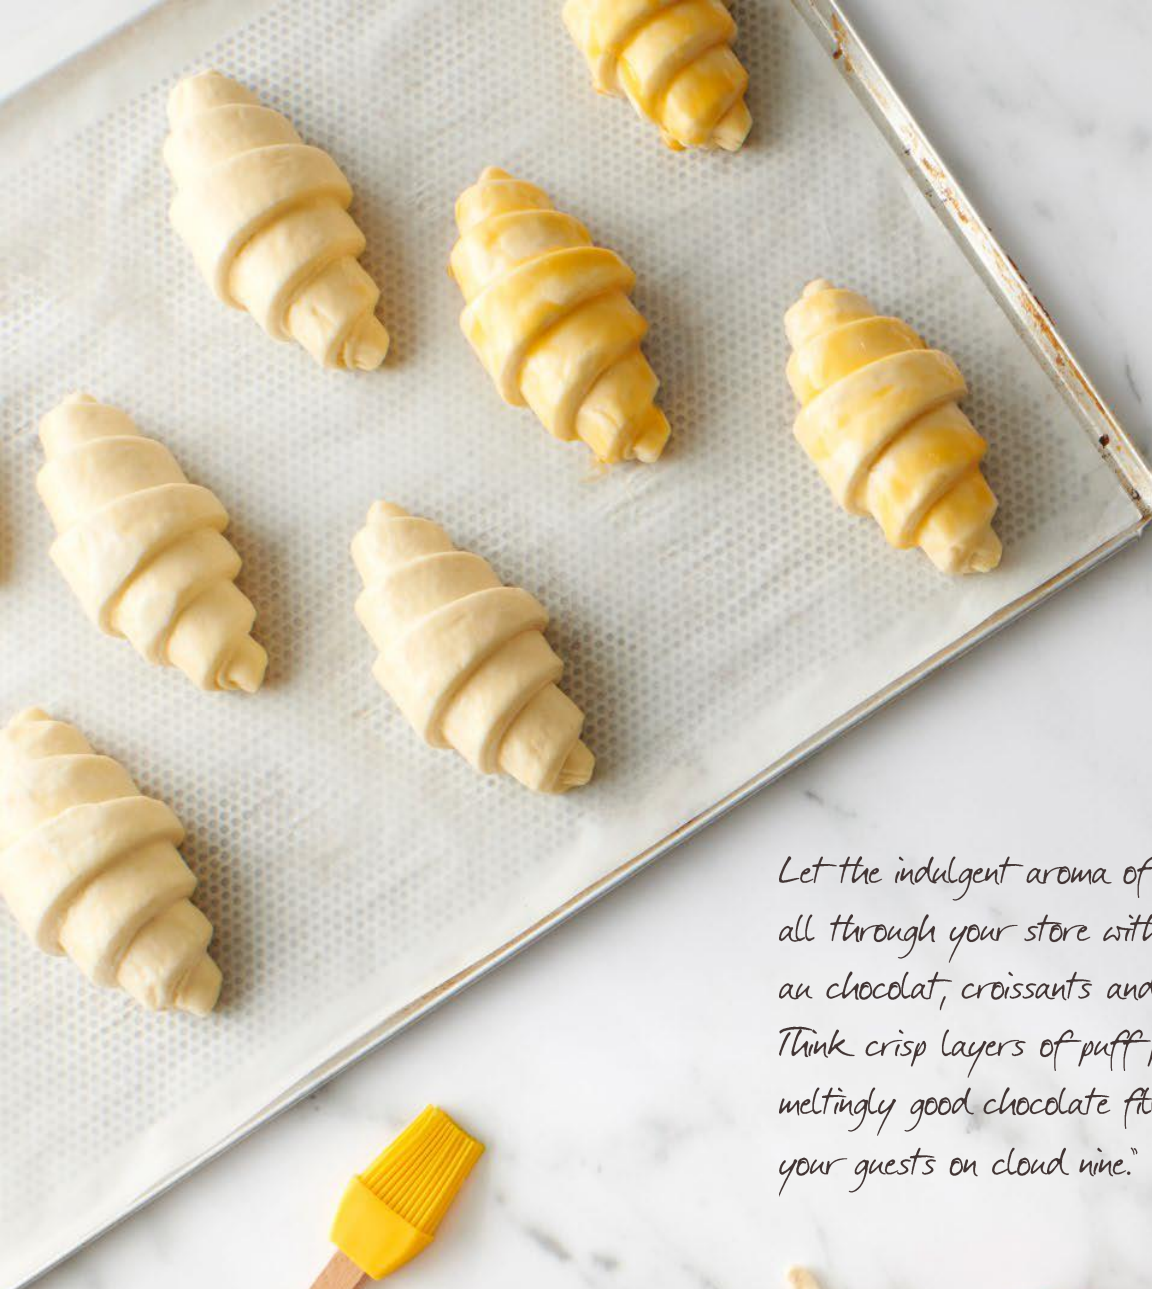 Let the indulgent aroma of
all through your store with
au chocolat, croissants and
Think crisp layers of puff
meltingly good chocolate
your guests on cloud nine."